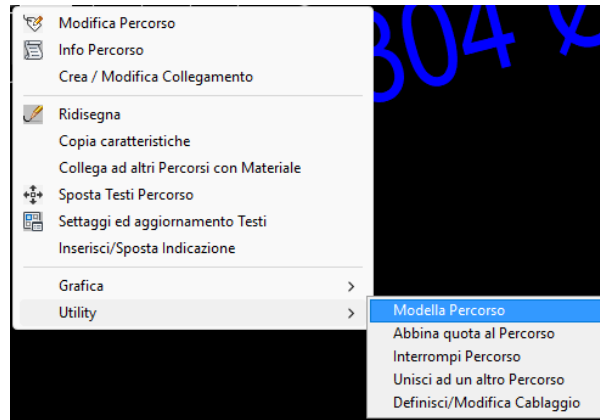 Modifica Percorso
Info Percorso
Crea / Modifica Collegamento
Ridisegna
Copia caratteristiche
Collega ad altri Percorsi con Materiale
Sposta Testi Percorso
Settaggi ed aggiornamento Testi
Inserisci/Sposta Indicazione
Grafica
Utility
Modella Percorso
Abbina quota al Percorso
Interrompi Percorso
Unisci ad un altro Percorso
Definisci/Modifica Cablaggio
304